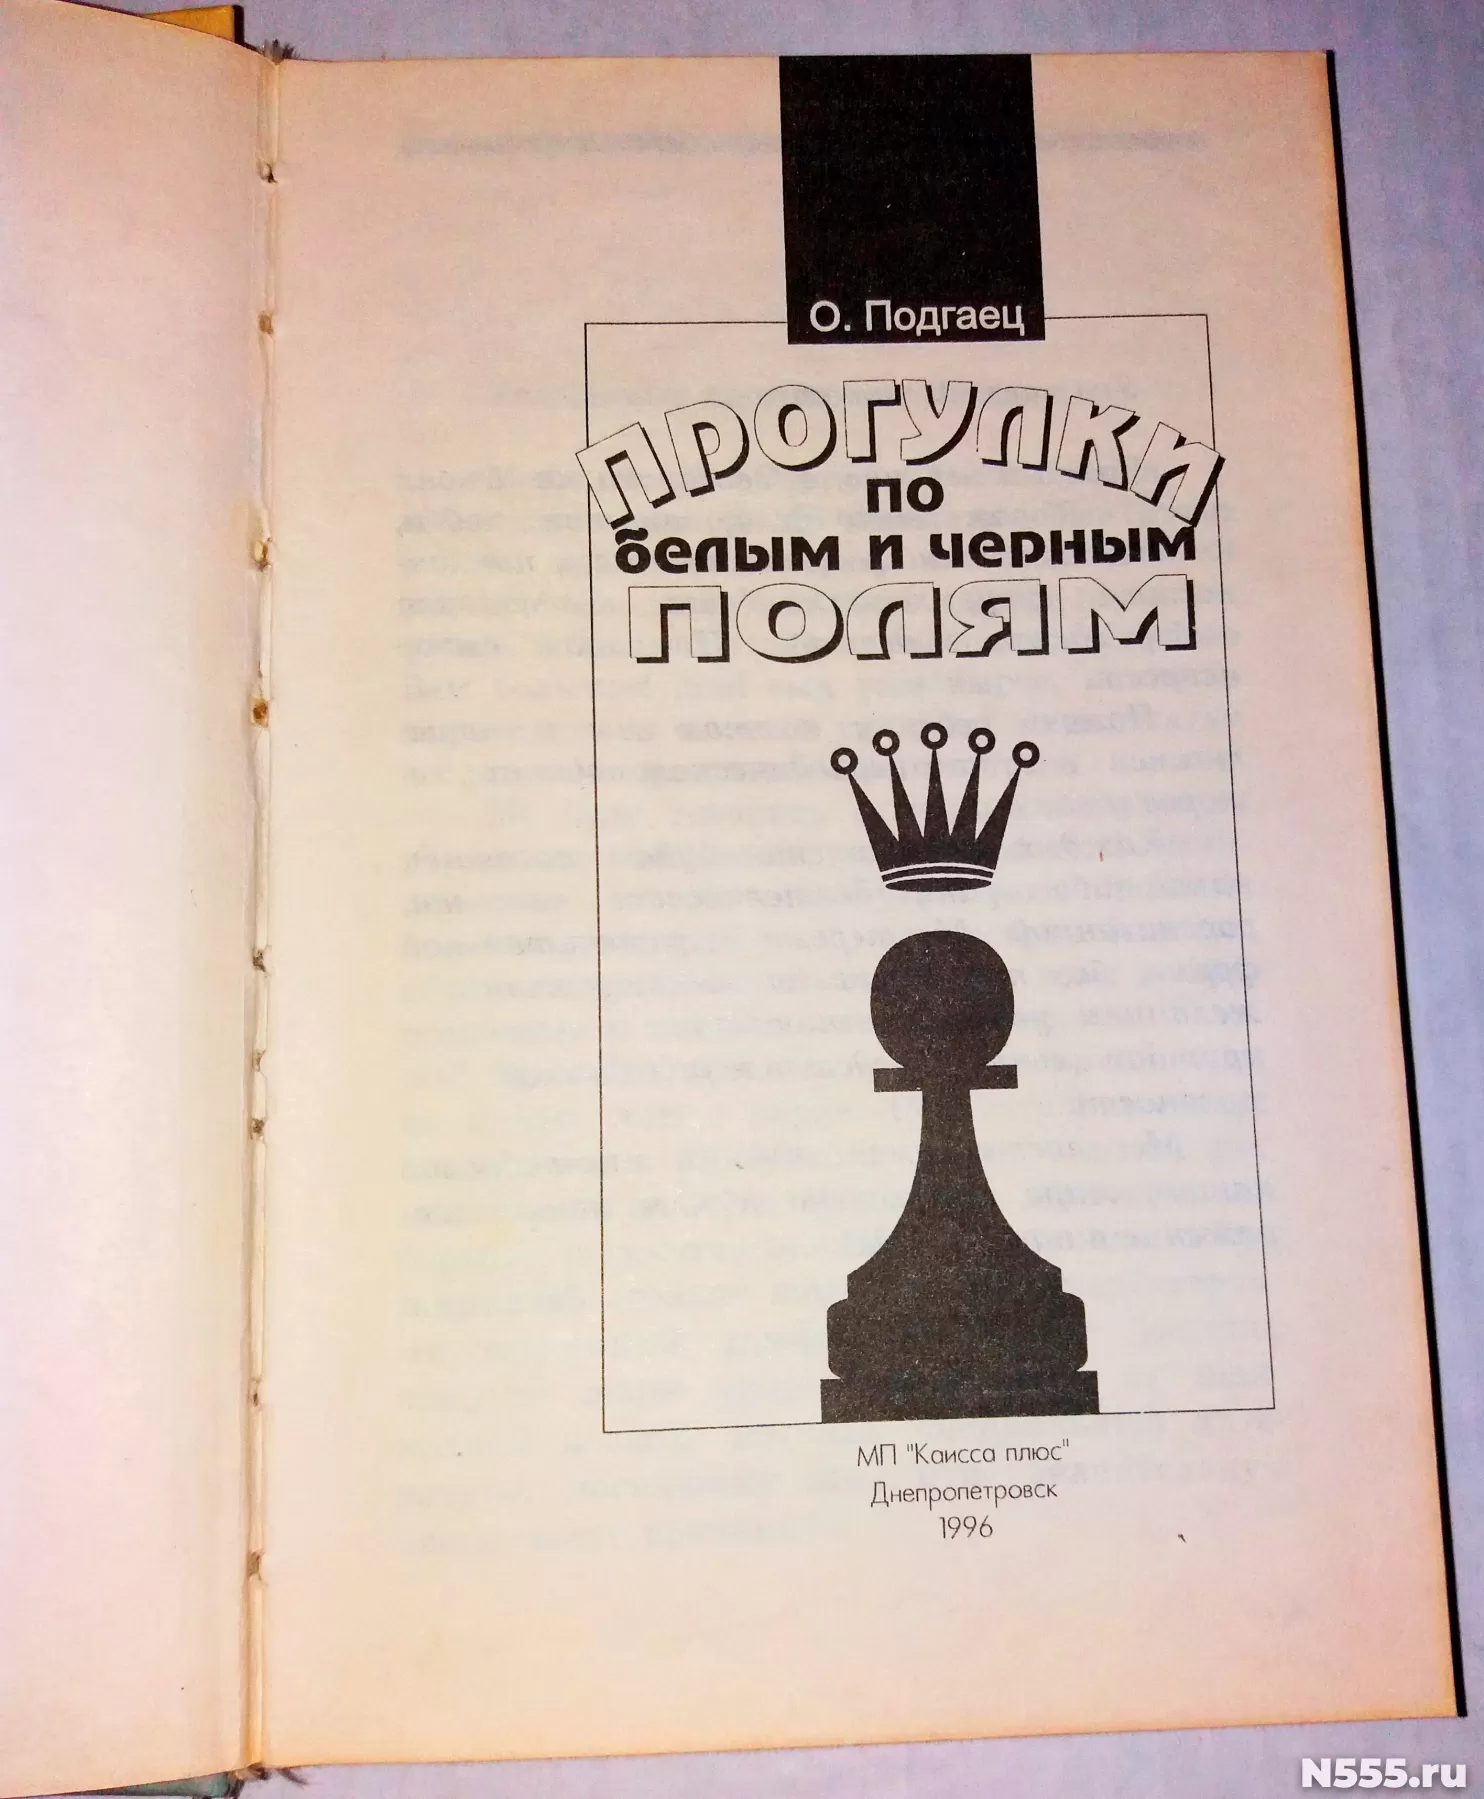 О. Подгаец
ПРОГУЛКИ
по
белым и черным
ПОЛЯМ
МП "Каисса плюс"
Днепропетровск
1996
N555.ru